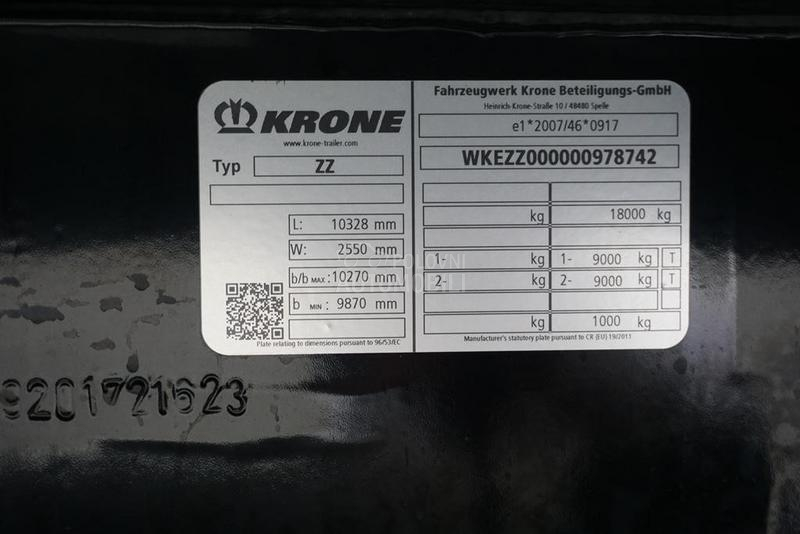 KRONE
www.krone-trailer.com
Typ ZZ
L: 10328 mm
W: 2550 mm
b/b MAX : 10270 mm
b MIN : 9870 mm
Plate relating to dimensions pursuant to 96/53/EC
Fahrzeugwerk Krone Beteiligungs-GmbH
Heinrich-Krone-Straße 10 / 48480 Spelle
e1*2007/46*0917
WKEZZ000000978742
kg 18000 kg
1- kg 1- 9000 kg T
2- kg 2- 9000 kg T
kg 1000 kg
Manufacturer's statutory plate pursuant to CR (EU) 19/2011
POLOVNI
AUTOMOBILI
9201721623